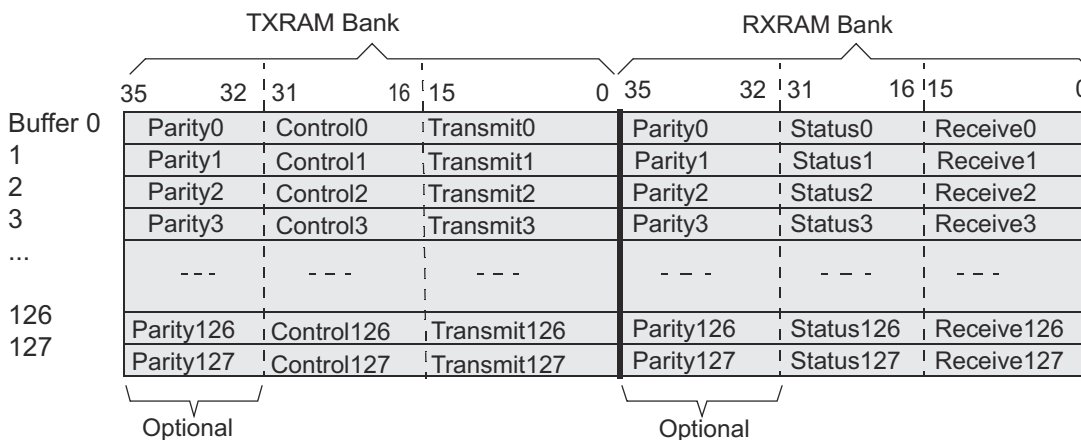 TXRAM Bank RXRAM Bank
35 32 31 16 15 0 35 32 31 16 15 0
Buffer 0 Parity0 Control0 Transmit0 Parity0 Status0 Receive0
1 Parity1 Control1 Transmit1 Parity1 Status1 Receive1
2 Parity2 Control2 Transmit2 Parity2 Status2 Receive2
3 Parity3 Control3 Transmit3 Parity3 Status3 Receive3
... --- --- --- --- --- ---
126 Parity126 Control126 Transmit126 Parity126 Status126 Receive126
127 Parity127 Control127 Transmit127 Parity127 Status127 Receive127
Optional Optional